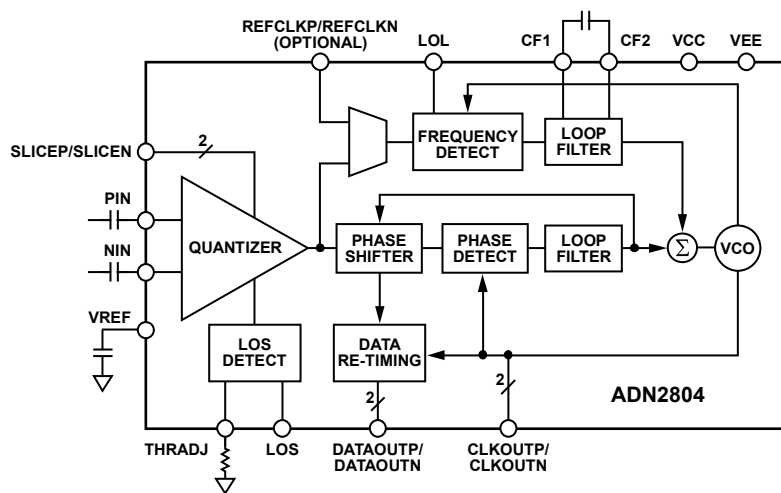 REFCLKP/REFCLKN
(OPTIONAL)
LOL
CF1
CF2
VCC
VEE
SLICEP/SLICEN
2
FREQUENCY
DETECT
LOOP
FILTER
PIN
NIN
QUANTIZER
PHASE
SHIFTER
PHASE
DETECT
LOOP
FILTER
Σ
VCO
VREF
LOS
DETECT
DATA
RE-TIMING
2
2
ADN2804
THRADJ
LOS
DATAOUTP/
DATAOUTN
CLKOUTP/
CLKOUTN